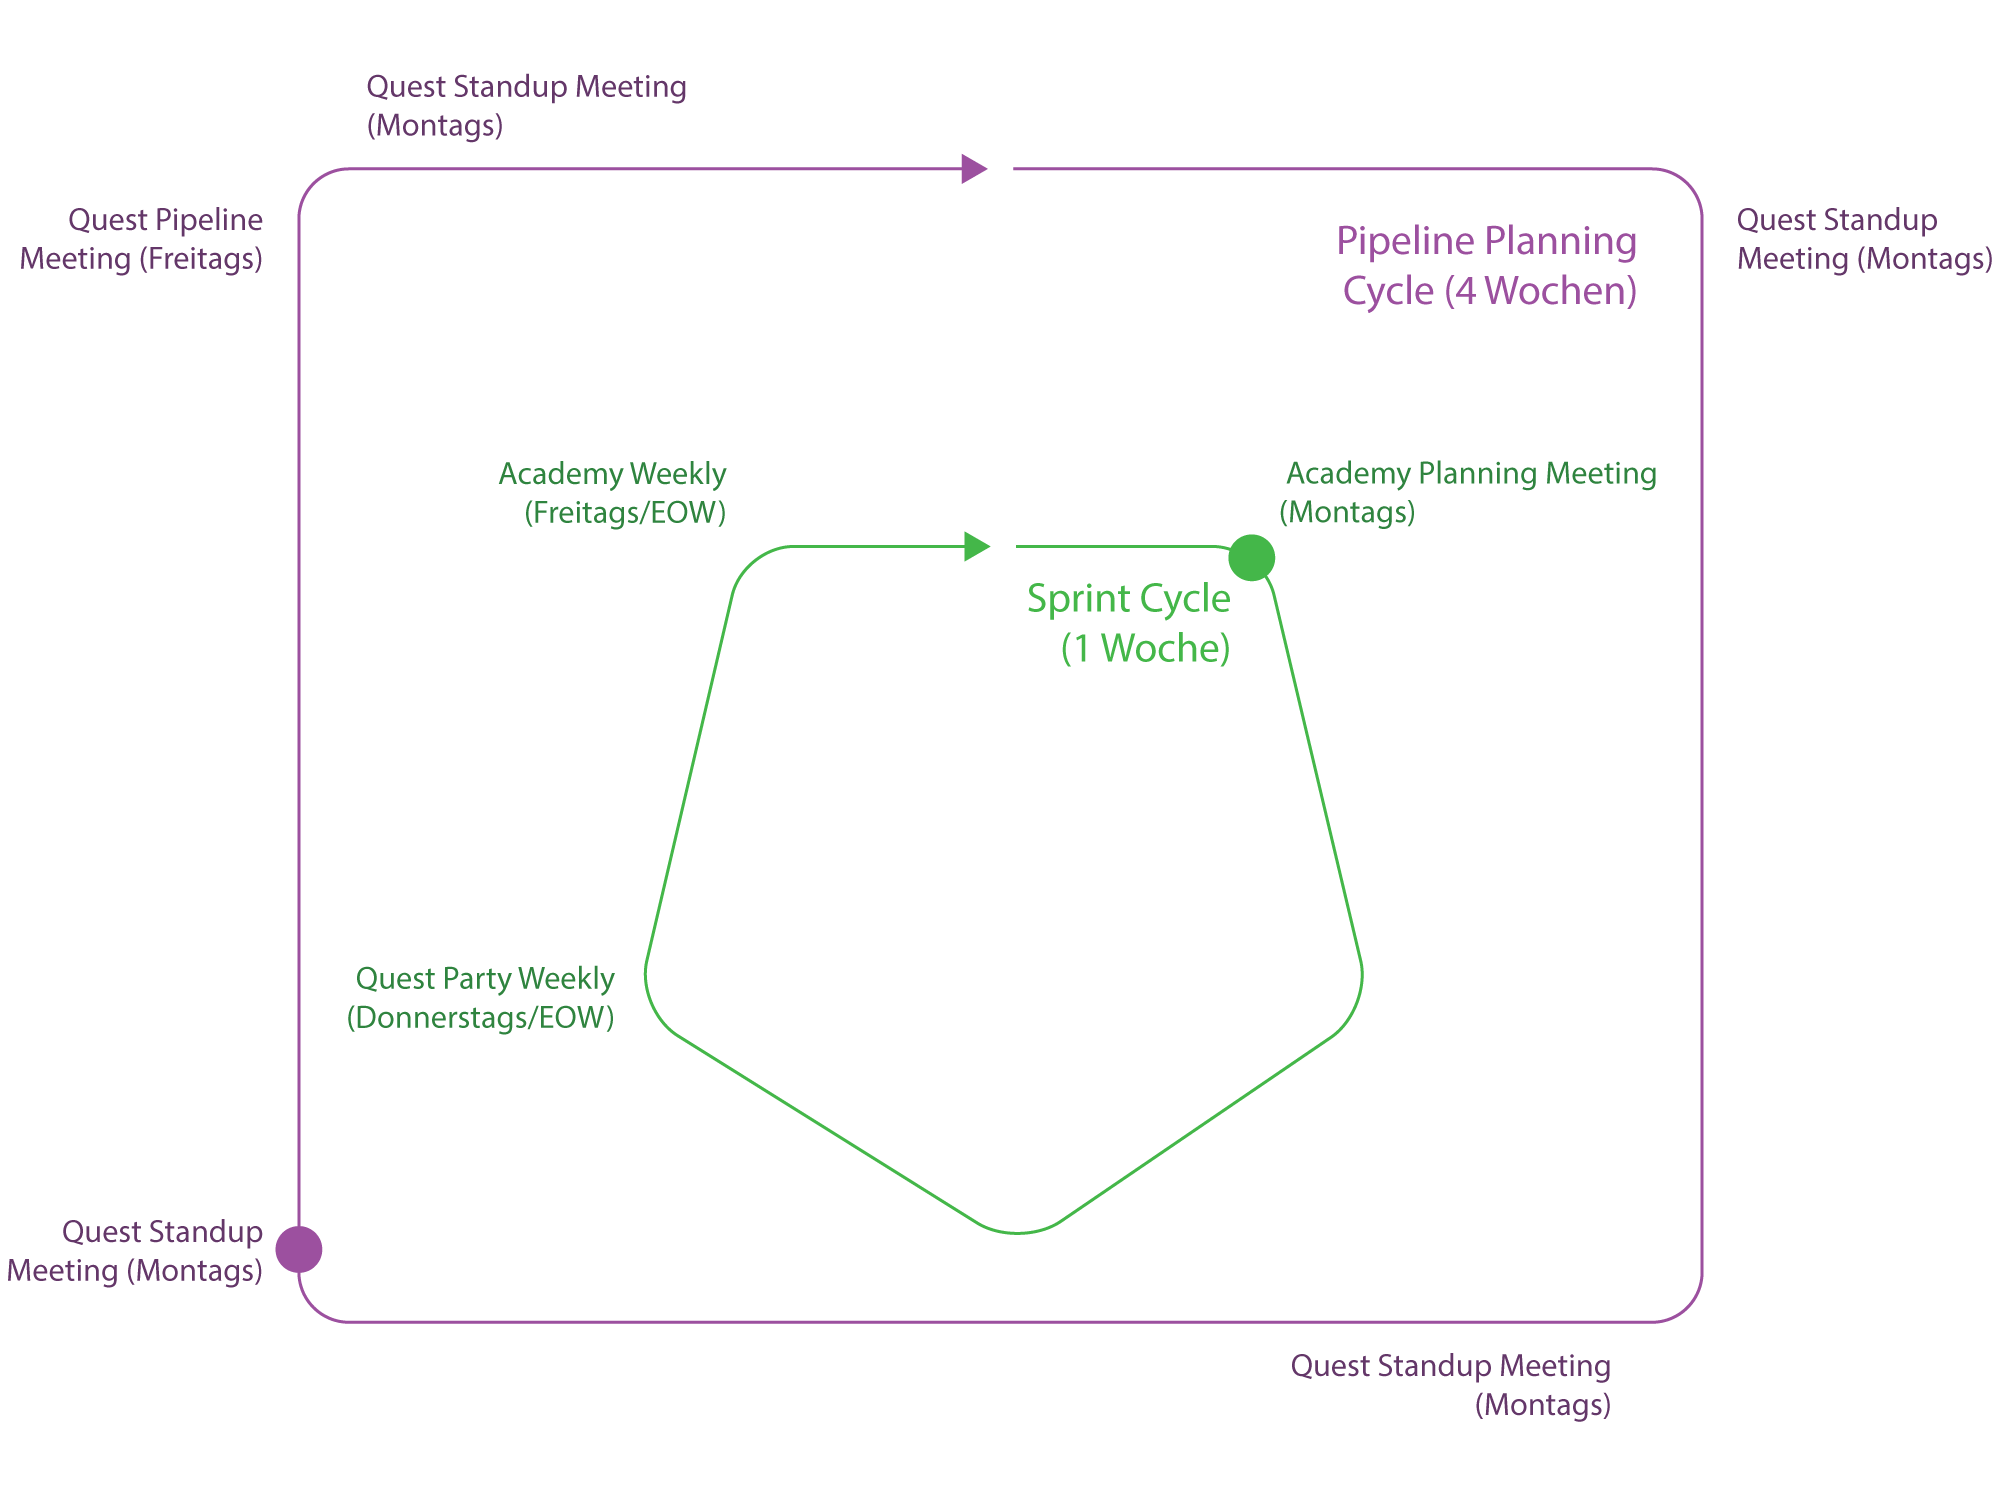 Quest Standup Meeting
(Montags)
Quest Pipeline
Meeting (Freitags)
Pipeline Planning
Cycle (4 Wochen)
Quest Standup
Meeting (Montags)
Academy Weekly
(Freitags/EOW)
Academy Planning Meeting
(Montags)
Sprint Cycle
(1 Woche)
Quest Party Weekly
(Donnerstags/EOW)
Quest Standup
Meeting (Montags)
Quest Standup Meeting
(Montags)